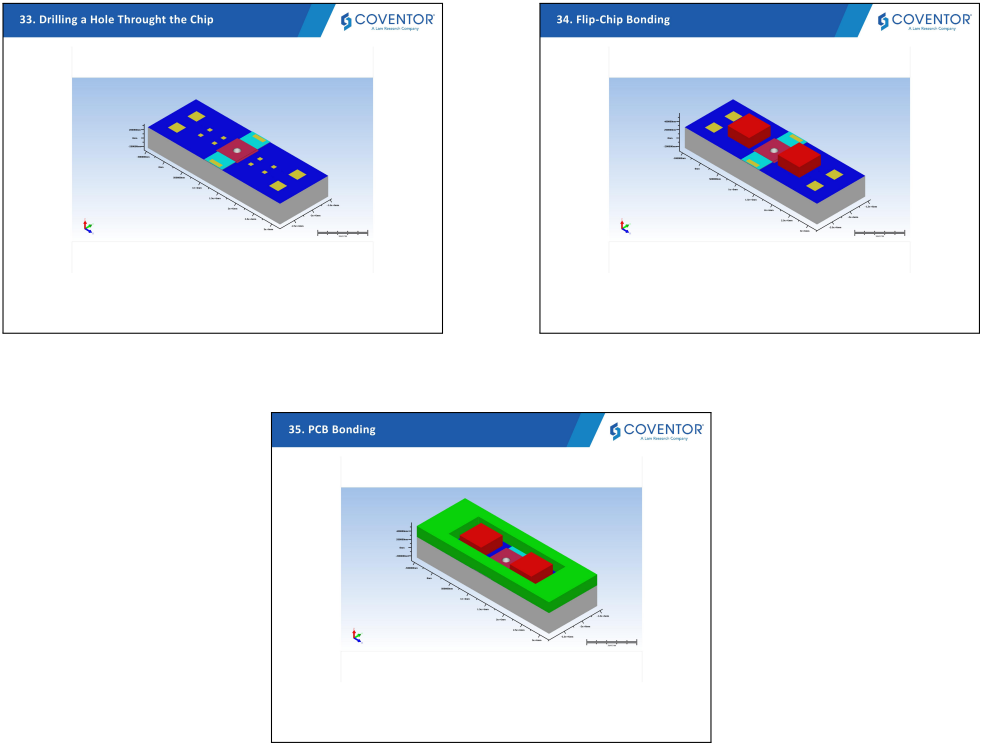 33. Drilling a Hole Throught the Chip
COVENTOR
A Lam Research Company
34. Flip-Chip Bonding
COVENTOR
A Lam Research Company
35. PCB Bonding
COVENTOR
A Lam Research Company